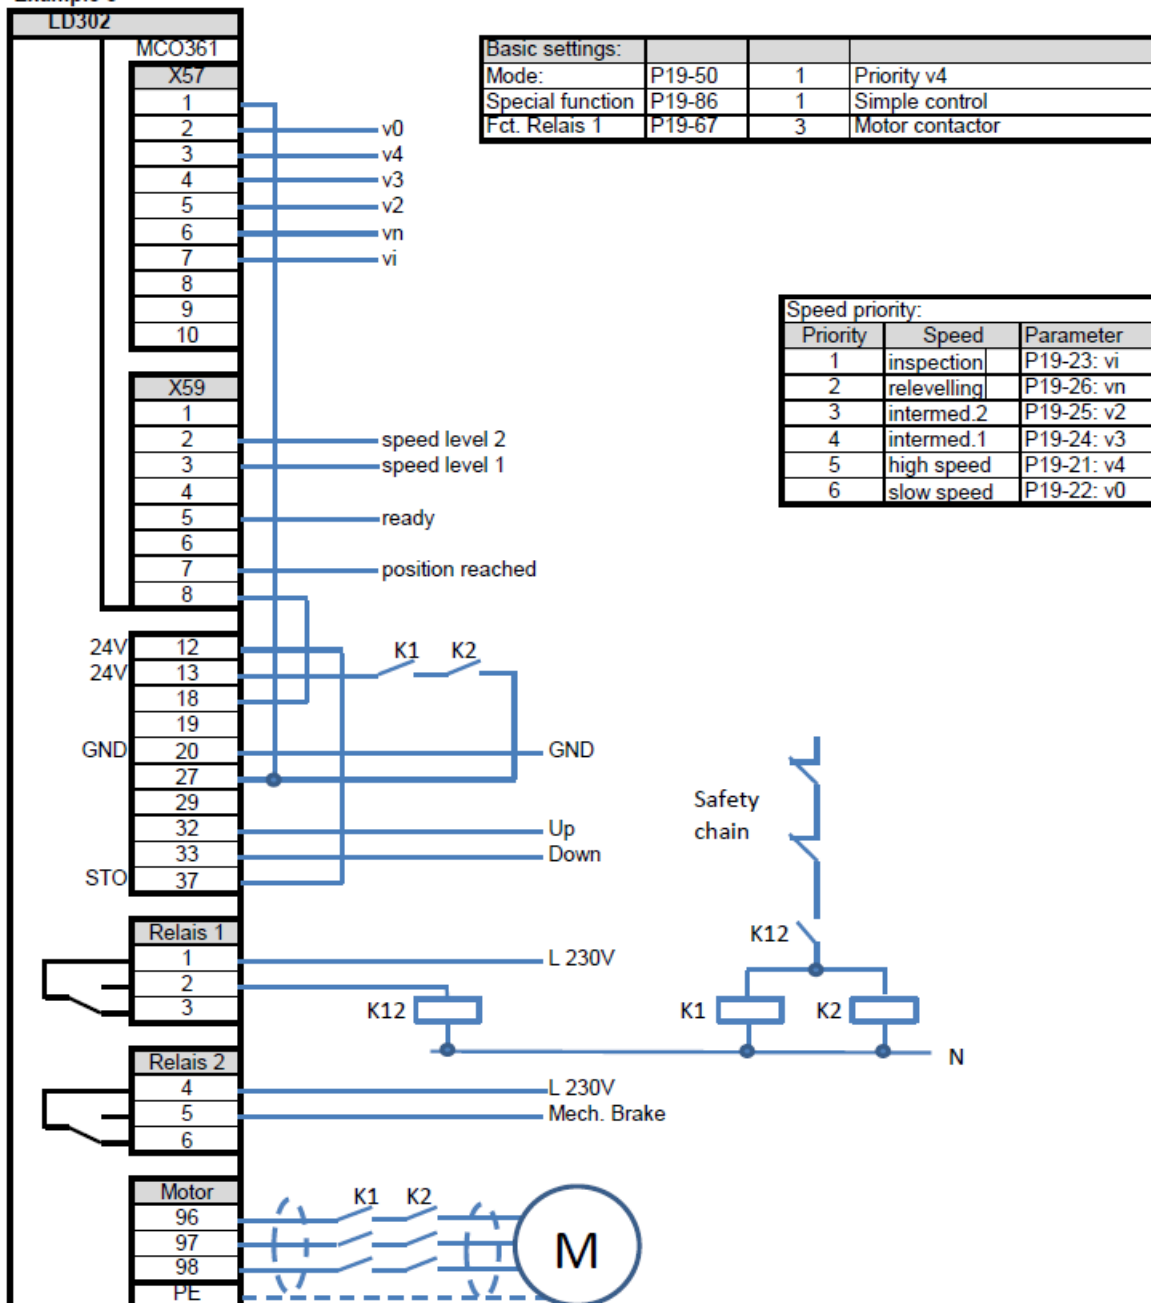 LD302
MCO361
X57
1
2 v0
3 v4
4 v3
5 v2
6 vn
7 vi
8
9
10
Basic settings:
Mode: P19-50 1 Priority v4
Special function P19-86 1 Simple control
Fct. Relais 1 P19-67 3 Motor contactor
Speed priority:
Priority Speed Parameter
1 inspection P19-23: vi
2 relevelling P19-26: vn
3 intermed.2 P19-25: v2
4 intermed.1 P19-24: v3
5 high speed P19-21: v4
6 slow speed P19-22: v0
X59
1
2 speed level 2
3 speed level 1
4
5 ready
6
7 position reached
8
24V 12
24V 13 K1 K2
18
19
GND 20 GND
27
29
32 Up
33 Down
STO 37
Safety
chain
K12
K1 K2
N
Relais 1
1 L 230V
2
3 K12
Relais 2
4 L 230V
5 Mech. Brake
6
Motor K1 K2
96
97
98
PE
M